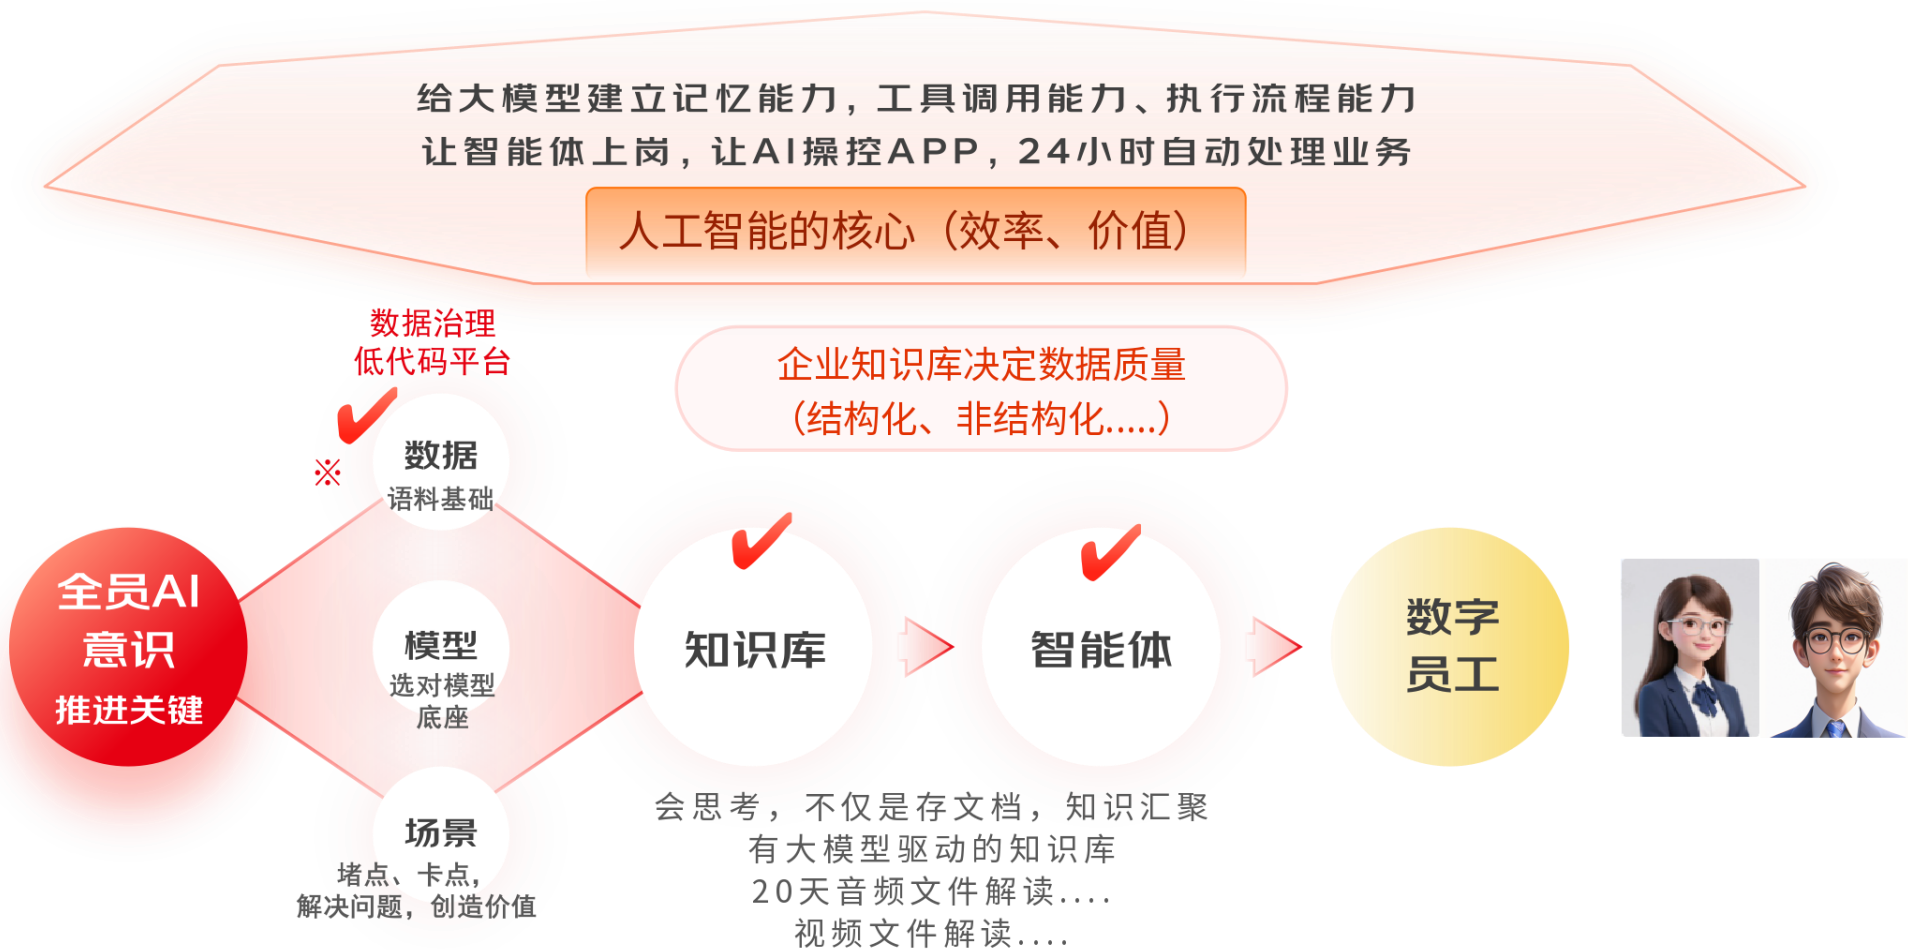 给大模型建立记忆能力，工具调用能力、执行流程能力
让智能体上岗，让AI操控APP，24小时自动处理业务
人工智能的核心（效率、价值）
数据治理
低代码平台
企业知识库决定数据质量
（结构化、非结构化.....）
※
数据
语料基础
全员AI
意识
推进关键
模型
选对模型
底座
场景
堵点、卡点，
解决问题，创造价值
知识库
智能体
数字
员工
会思考，不仅是存文档，知识汇聚
有大模型驱动的知识库
20天音频文件解读....
视频文件解读....